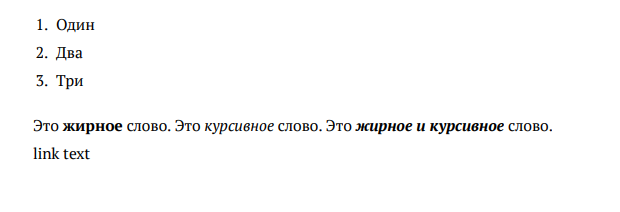 1. Один
2. Два
3. Три
Это жирное слово. Это курсивное слово. Это жирное и курсивное слово.
link text